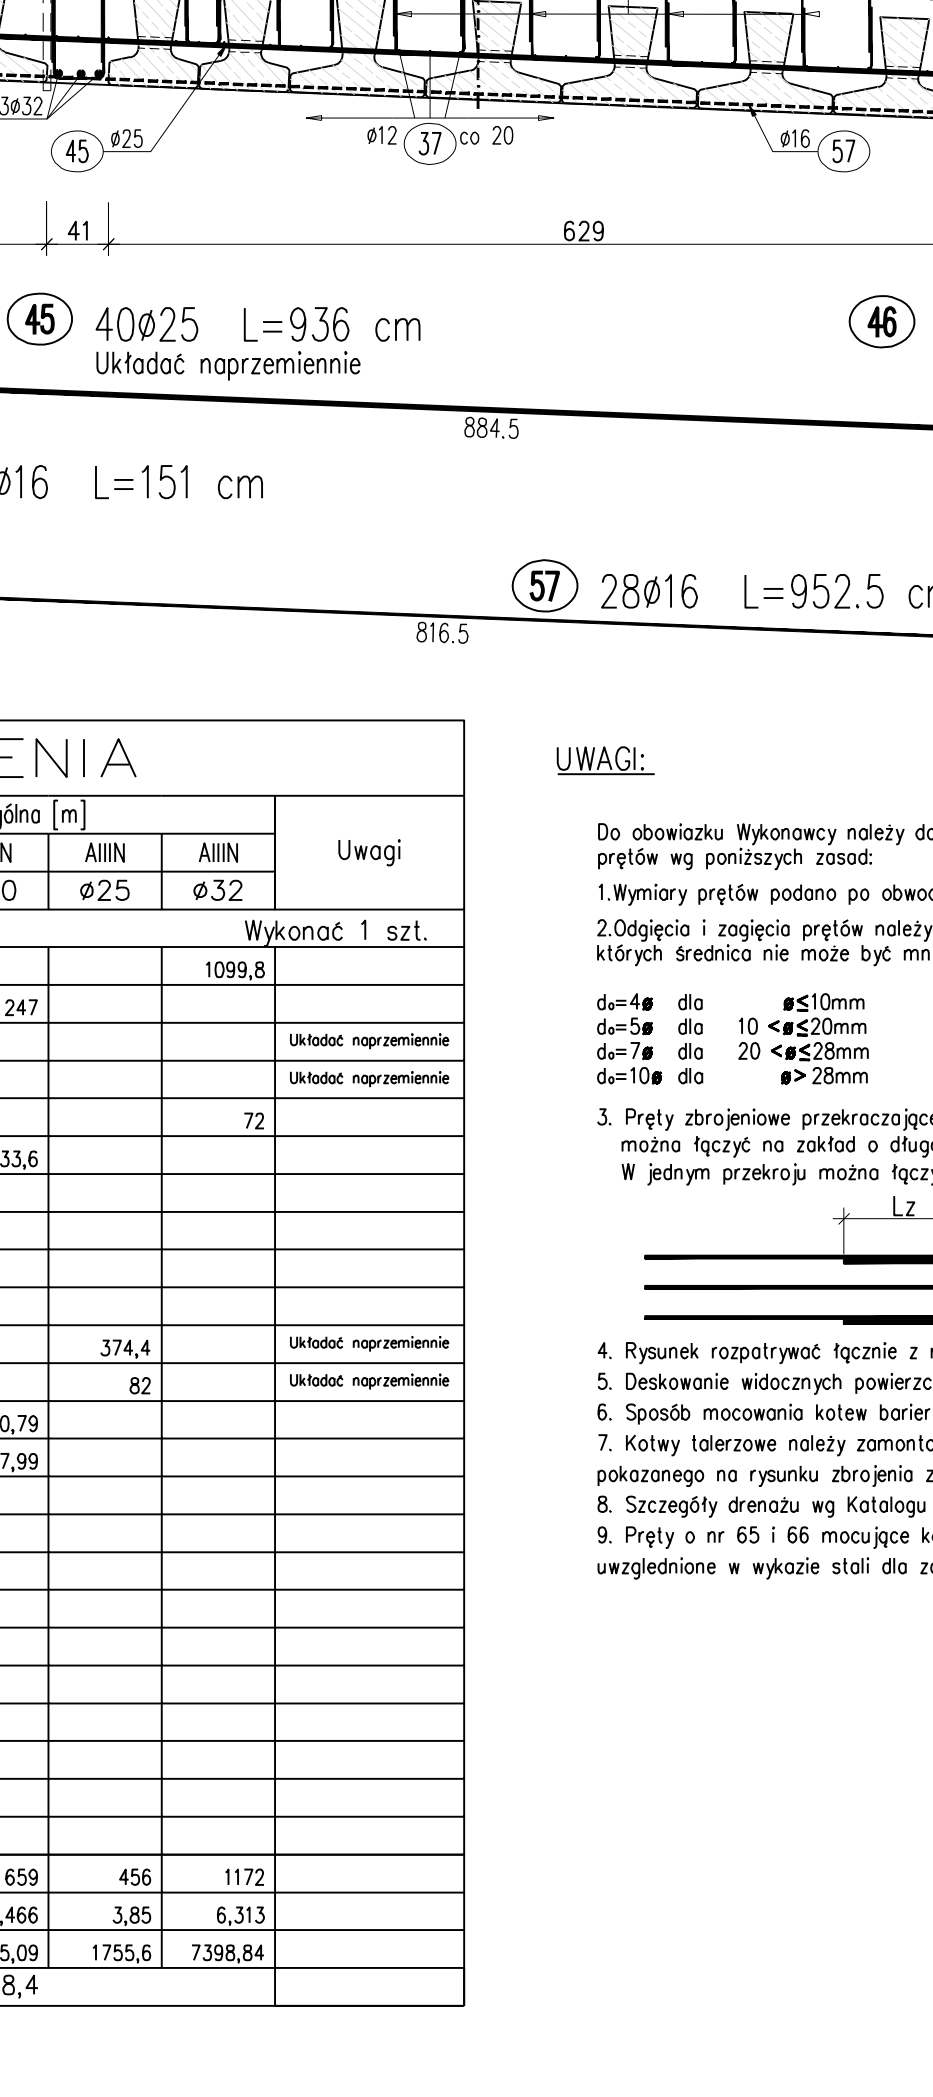 3ø32
45 ø25
ø12 37 co 20
ø16 57
41
629
45 40ø25 L=936 cm
Układać naprzemiennie
46
884.5
ø16 L=151 cm
57 28ø16 L=952.5 cm
816.5
ENIA
gólna [m]
Uwagi
N AIIIN AIIIN
0 ø25 ø32
Wykonać 1 szt.
1099,8
247
Układać naprzemiennie
Układać naprzemiennie
72
33,6
374,4 Układać naprzemiennie
82 Układać naprzemiennie
0,79
7,99
659 456 1172
,466 3,85 6,313
5,09 1755,6 7398,84
8,4
UWAGI:
Do obowiazku Wykonawcy należy do
prętów wg poniższych zasad:
1.Wymiary prętów podano po obwod
2.Odgięcia i zagięcia prętów należy
których średnica nie może być mn
d₀=4ø dla ø≤10mm
d₀=5ø dla 10 <ø≤20mm
d₀=7ø dla 20 <ø≤28mm
d₀=10ø dla ø> 28mm
3. Pręty zbrojeniowe przekraczające
można łączyć na zakład o długo
W jednym przekroju można łączy
Lz
4. Rysunek rozpatrywać łącznie z
5. Deskowanie widocznych powierzc
6. Sposób mocowania kotew barier
7. Kotwy talerzowe należy zamonto
pokazanego na rysunku zbrojenia z
8. Szczegóły drenażu wg Katalogu
9. Pręty o nr 65 i 66 mocujące k
uwzglednione w wykazie stali dla z